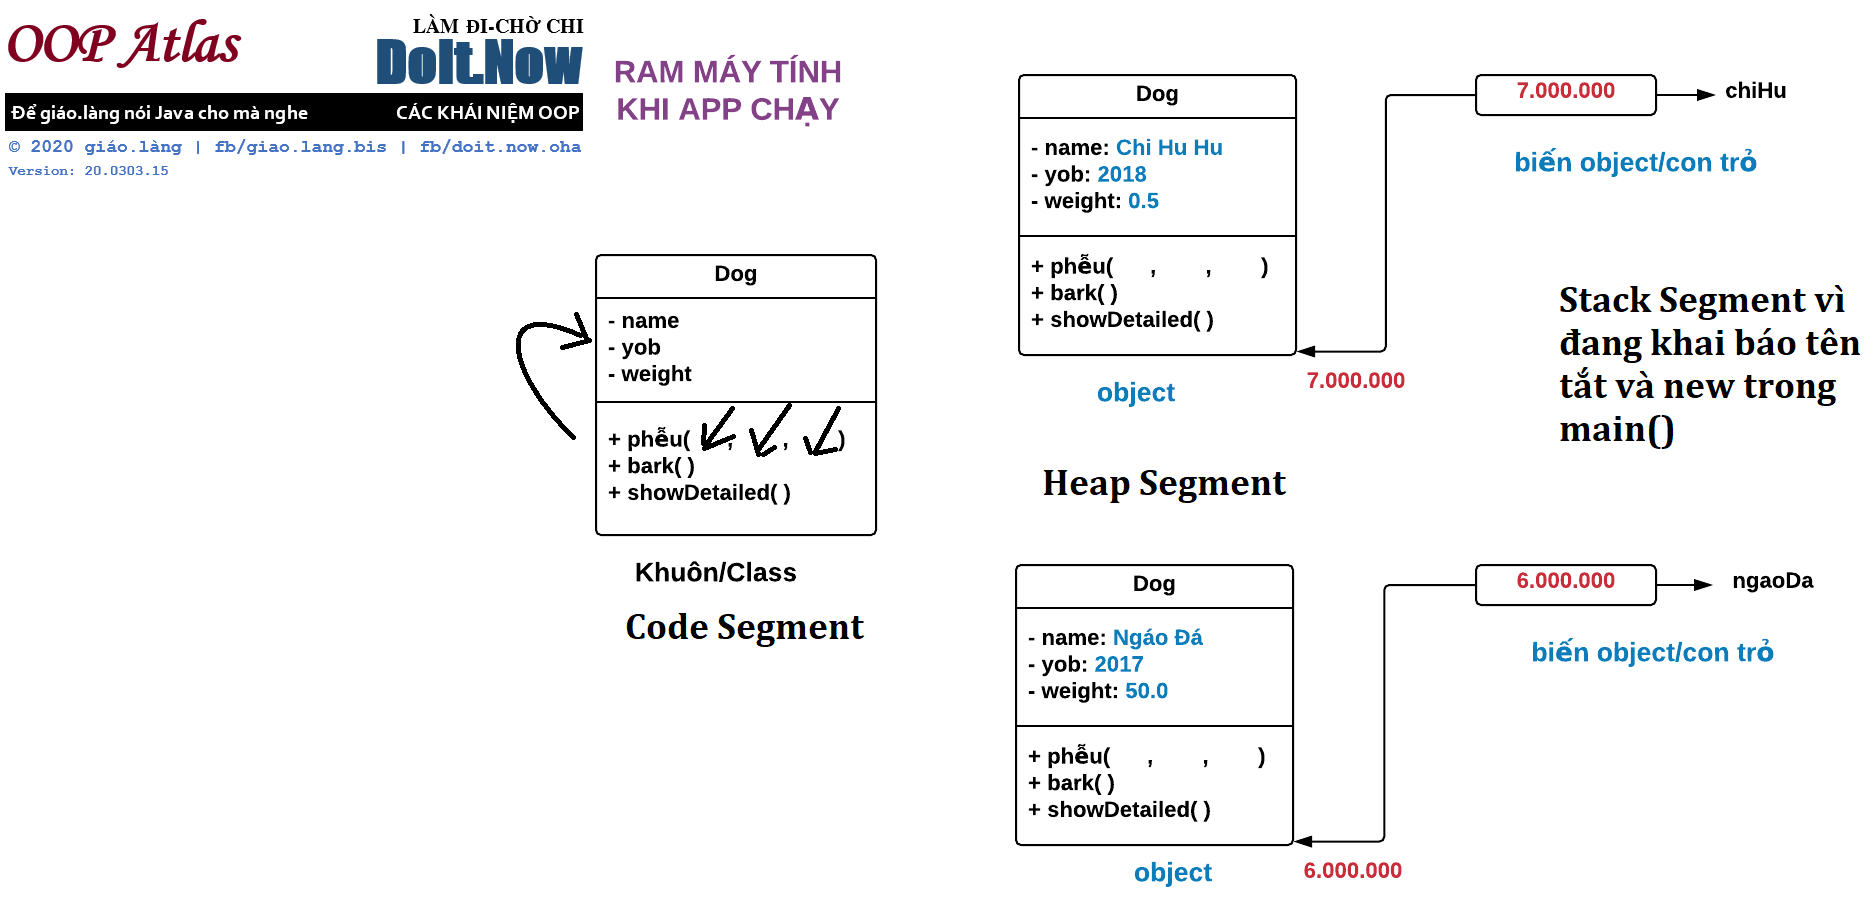 OOP Atlas
LÀM ĐI-CHỜ CHI
DoIt.Now
Để giáo.làng nói Java cho mà nghe
CÁC KHÁI NIỆM OOP
© 2020 giáo.làng | fb/giao.lang.bis | fb/doit.now.oha
Version: 20.0303.15
RAM MÁY TÍNH
KHI APP CHẠY
Dog
- name
- yob
- weight
+ phễu( , , )
+ bark( )
+ showDetailed( )
Khuôn/Class
Code Segment
Dog
- name: Chi Hu Hu
- yob: 2018
- weight: 0.5
+ phễu( , , )
+ bark( )
+ showDetailed( )
object
7.000.000
7.000.000
chiHu
biến object/con trỏ
Heap Segment
Stack Segment vì
đang khai báo tên
tắt và new trong
main()
Dog
- name: Ngáo Đá
- yob: 2017
- weight: 50.0
+ phễu( , , )
+ bark( )
+ showDetailed( )
object
6.000.000
6.000.000
ngaoDa
biến object/con trỏ